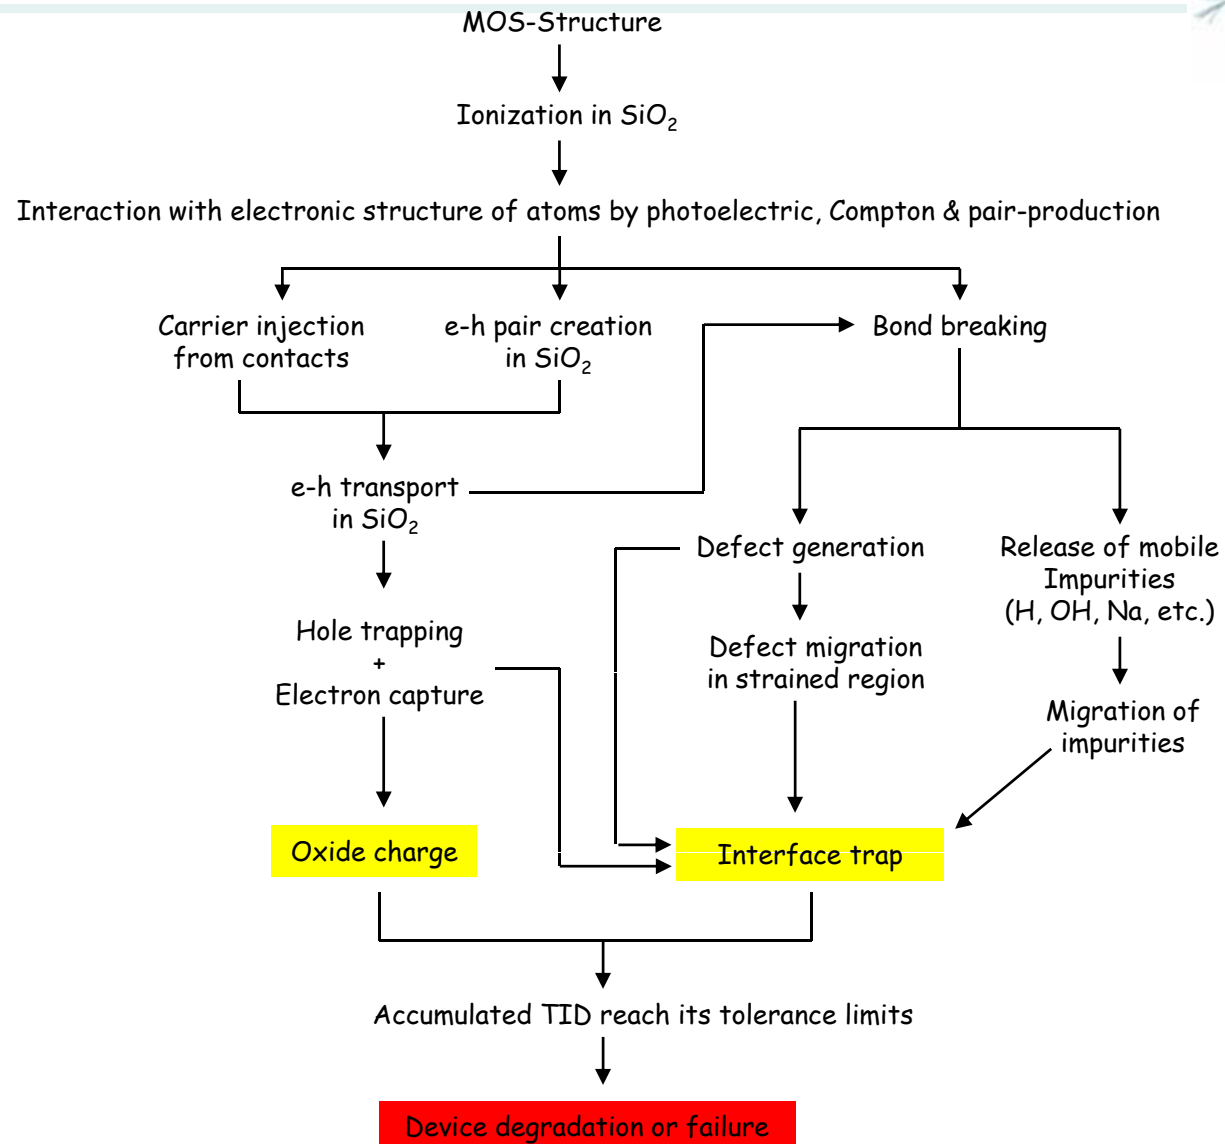 MOS-Structure
Ionization in SiO₂
Interaction with electronic structure of atoms by photoelectric, Compton & pair-production
Carrier injection
from contacts
e-h pair creation
in SiO₂
Bond breaking
e-h transport
in SiO₂
Defect generation
Release of mobile
Impurities
(H, OH, Na, etc.)
Hole trapping
+
Electron capture
Defect migration
in strained region
Migration of
impurities
Oxide charge
Interface trap
Accumulated TID reach its tolerance limits
Device degradation or failure